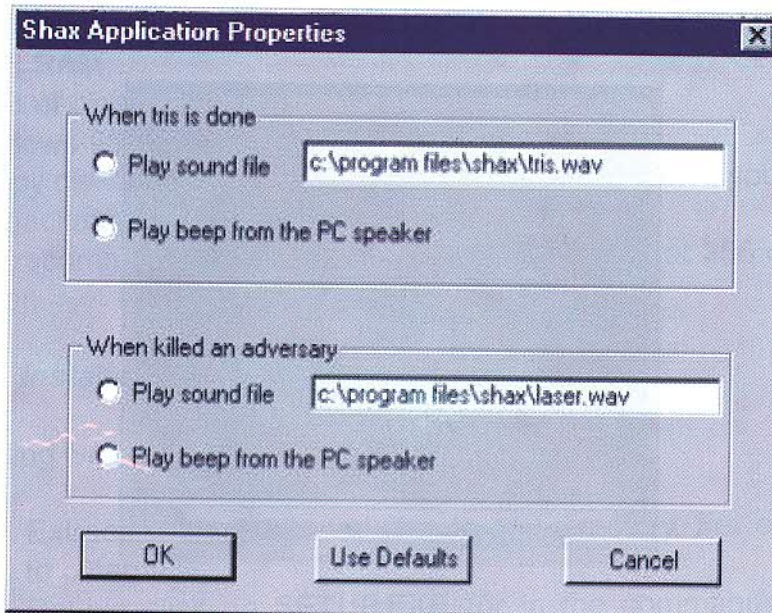 Shax Application Properties
When tris is done
Play sound file c:\program files\shax\tris.wav
Play beep from the PC speaker
When killed an adversary
Play sound file c:\program files\shax\laser.wav
Play beep from the PC speaker
OK Use Defaults Cancel